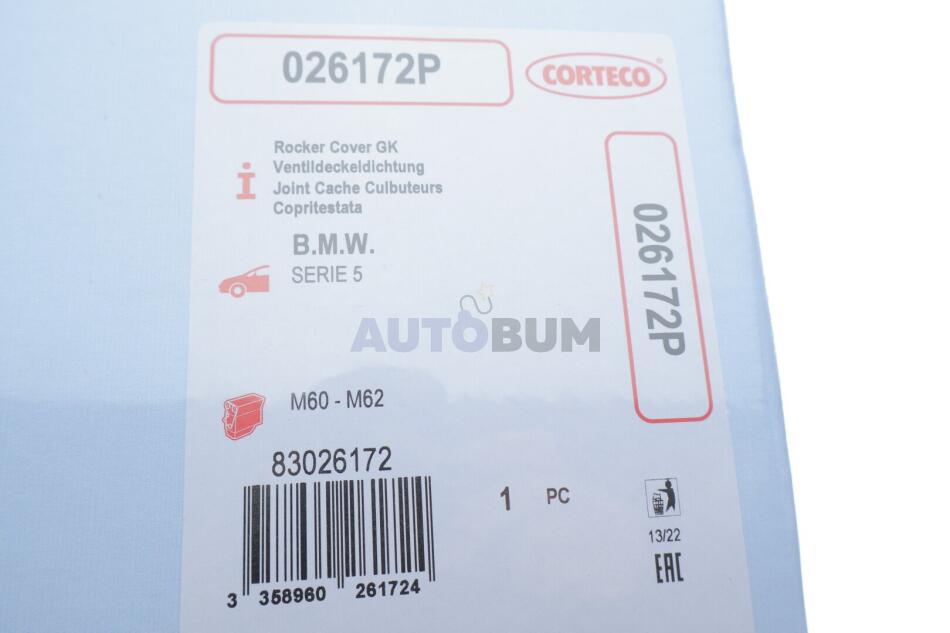 026172P
CORTECO®
Rocker Cover GK
Ventildeckeldichtung
Joint Cache Culbuteurs
Copritestata
B.M.W.
SERIE 5
026172P
AUTOBUM
M60 - M62
83026172
1 PC
13/22
EAC
3 358960 261724